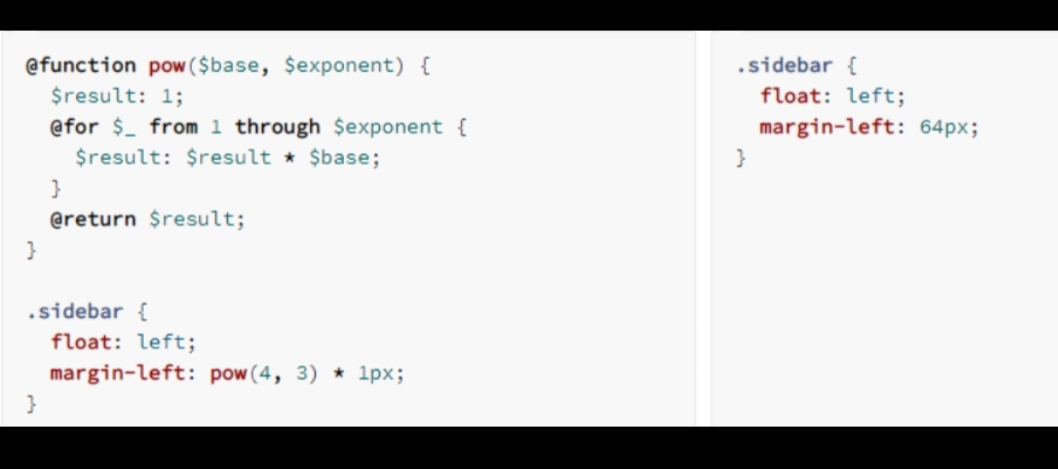 @function pow($base, $exponent) {
  $result: 1;
  @for $_ from 1 through $exponent {
    $result: $result * $base;
  }
  @return $result;
}

.sidebar {
  float: left;
  margin-left: pow(4, 3) * 1px;
}
.sidebar {
  float: left;
  margin-left: 64px;
}